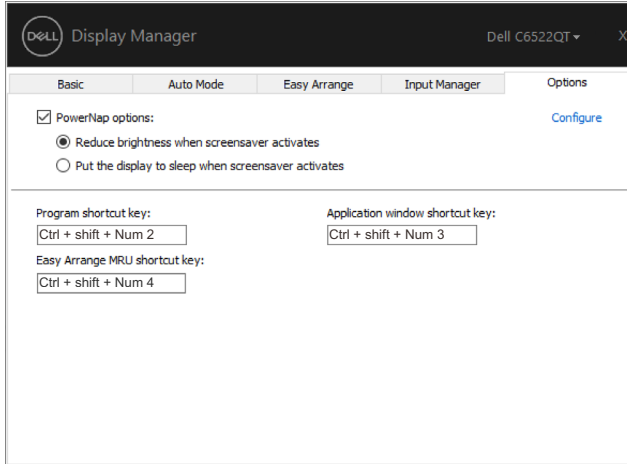 DELL Display Manager
Dell C6522QT X
Basic Auto Mode Easy Arrange Input Manager Options
PowerNap options: Configure
Reduce brightness when screensaver activates
Put the display to sleep when screensaver activates
Program shortcut key: Application window shortcut key:
Ctrl + shift + Num 2 Ctrl + shift + Num 3
Easy Arrange MRU shortcut key:
Ctrl + shift + Num 4